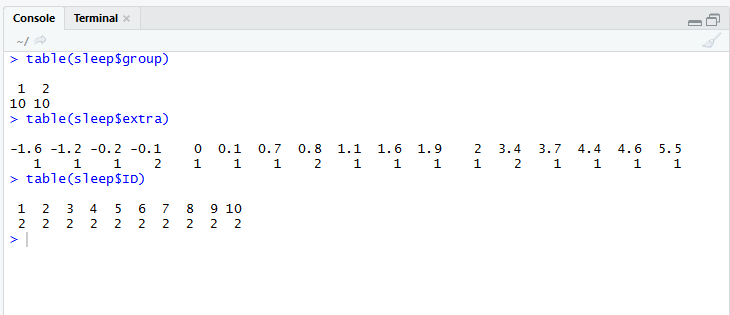 Console Terminal ×
~/
> table(sleep$group)
1 2
10 10
> table(sleep$extra)
-1.6 -1.2 -0.2 -0.1 0 0.1 0.7 0.8 1.1 1.6 1.9 2 3.4 3.7 4.4 4.6 5.5
1 1 1 2 1 1 1 2 1 1 1 1 2 1 1 1 1
> table(sleep$ID)
1 2 3 4 5 6 7 8 9 10
2 2 2 2 2 2 2 2 2 2
>